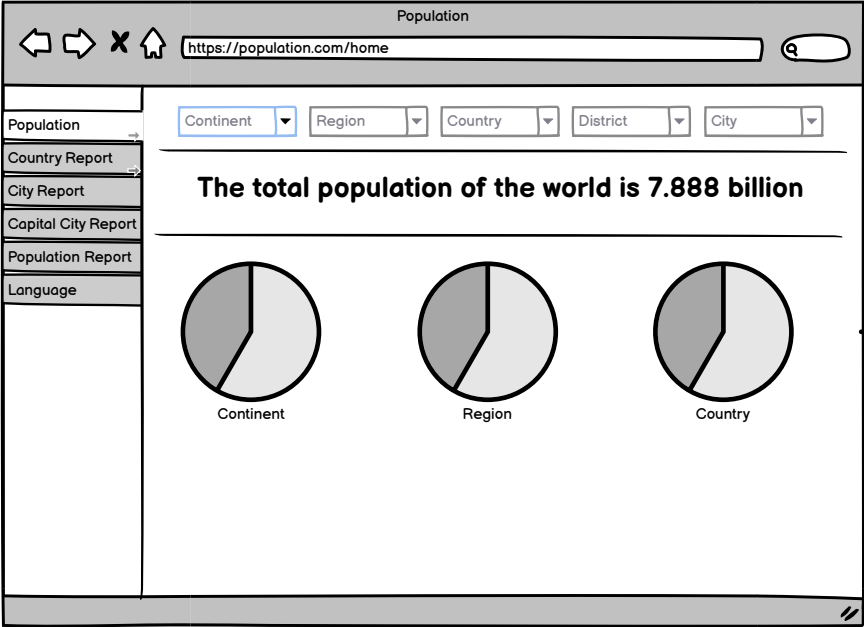 Population
https://population.com/home
Population
Country Report
City Report
Capital City Report
Population Report
Language
Continent
Region
Country
District
City
The total population of the world is 7.888 billion
Continent
Region
Country